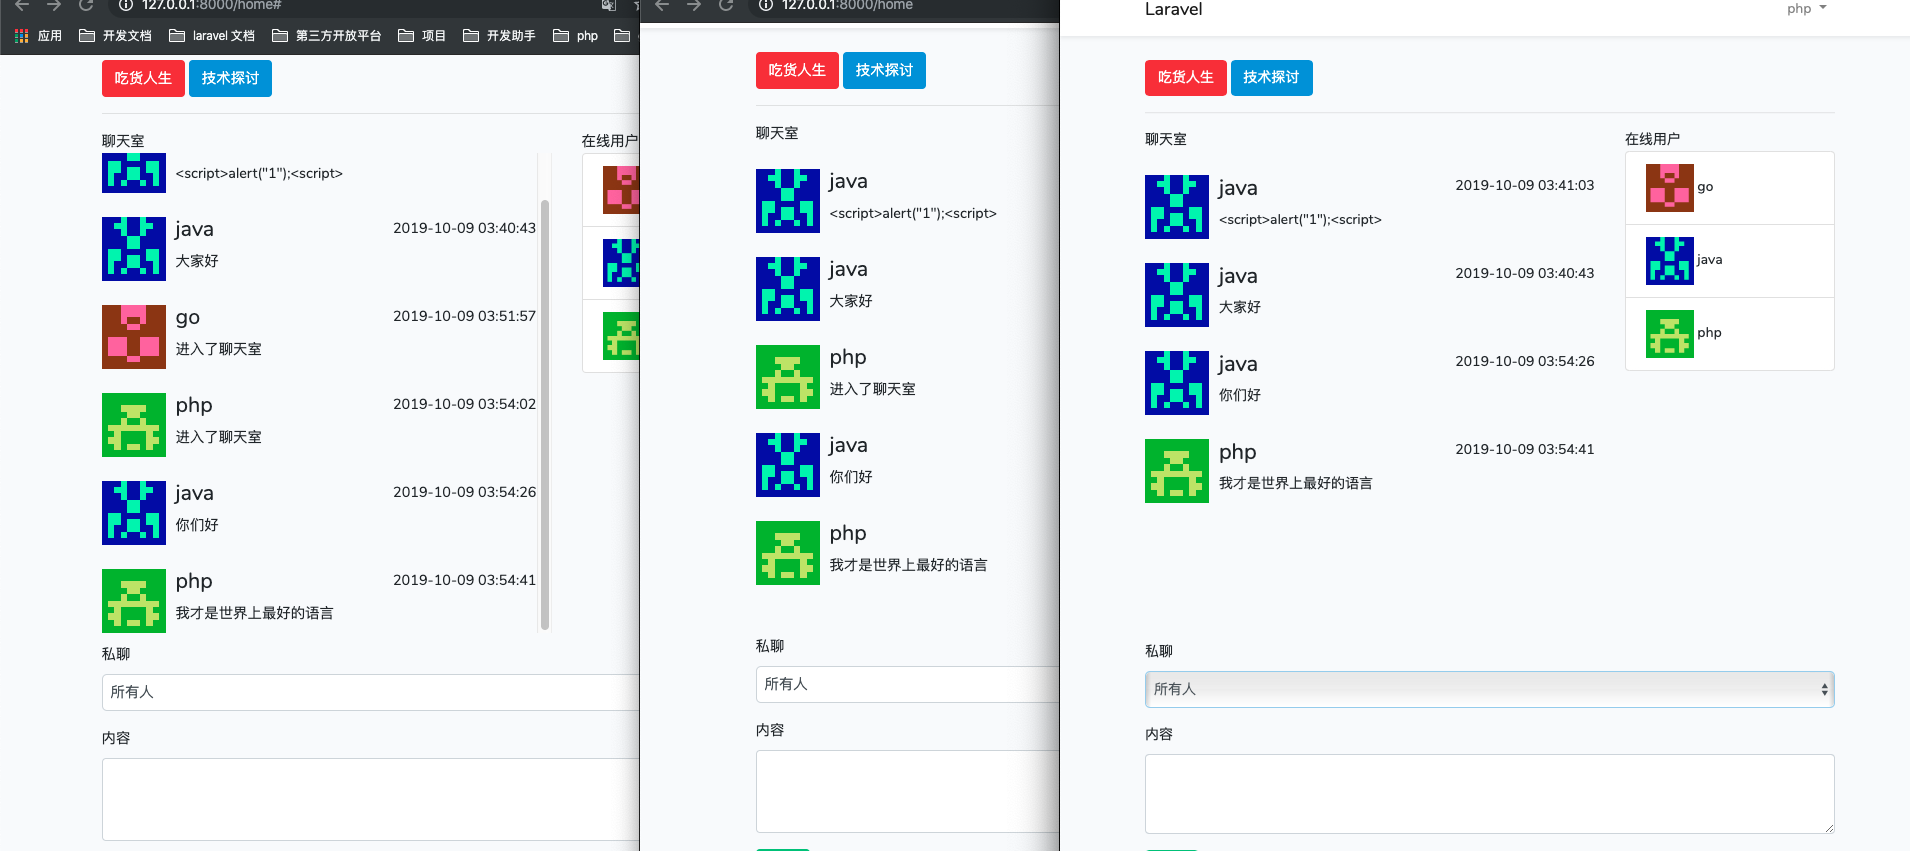 127.0.0.1:8000/home#
应用 开发文档 laravel 文档 第三方开放平台 项目 开发助手 php
吃货人生 技术探讨
聊天室
<script>alert("1");<script>
java 2019-10-09 03:40:43
大家好
go 2019-10-09 03:51:57
进入了聊天室
php 2019-10-09 03:54:02
进入了聊天室
java 2019-10-09 03:54:26
你们好
php 2019-10-09 03:54:41
我才是世界上最好的语言
在线用户
私聊
所有人
内容
127.0.0.1:8000/home
吃货人生 技术探讨
聊天室
java
<script>alert("1");<script>
java
大家好
php
进入了聊天室
java
你们好
php
我才是世界上最好的语言
私聊
所有人
内容
Laravel php
吃货人生 技术探讨
聊天室
java 2019-10-09 03:41:03
<script>alert("1");<script>
java 2019-10-09 03:40:43
大家好
java 2019-10-09 03:54:26
你们好
php 2019-10-09 03:54:41
我才是世界上最好的语言
在线用户
go
java
php
私聊
所有人
内容